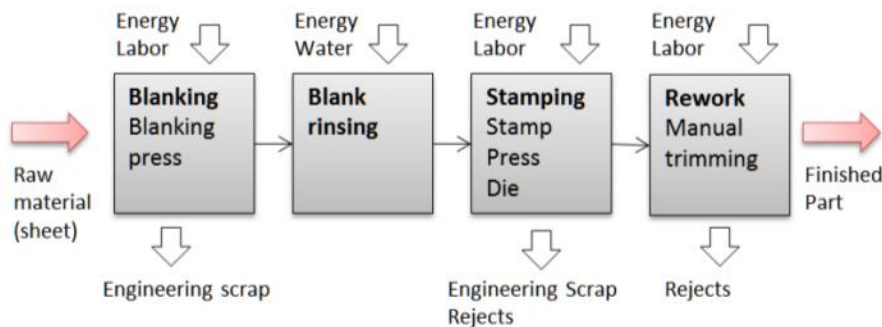 Energy
Labor
Energy
Water
Energy
Labor
Energy
Labor
Blanking
Blanking
press
Blank
rinsing
Stamping
Stamp
Press
Die
Rework
Manual
trimming
Raw
material
(sheet)
Finished
Part
Engineering scrap
Engineering Scrap
Rejects
Rejects